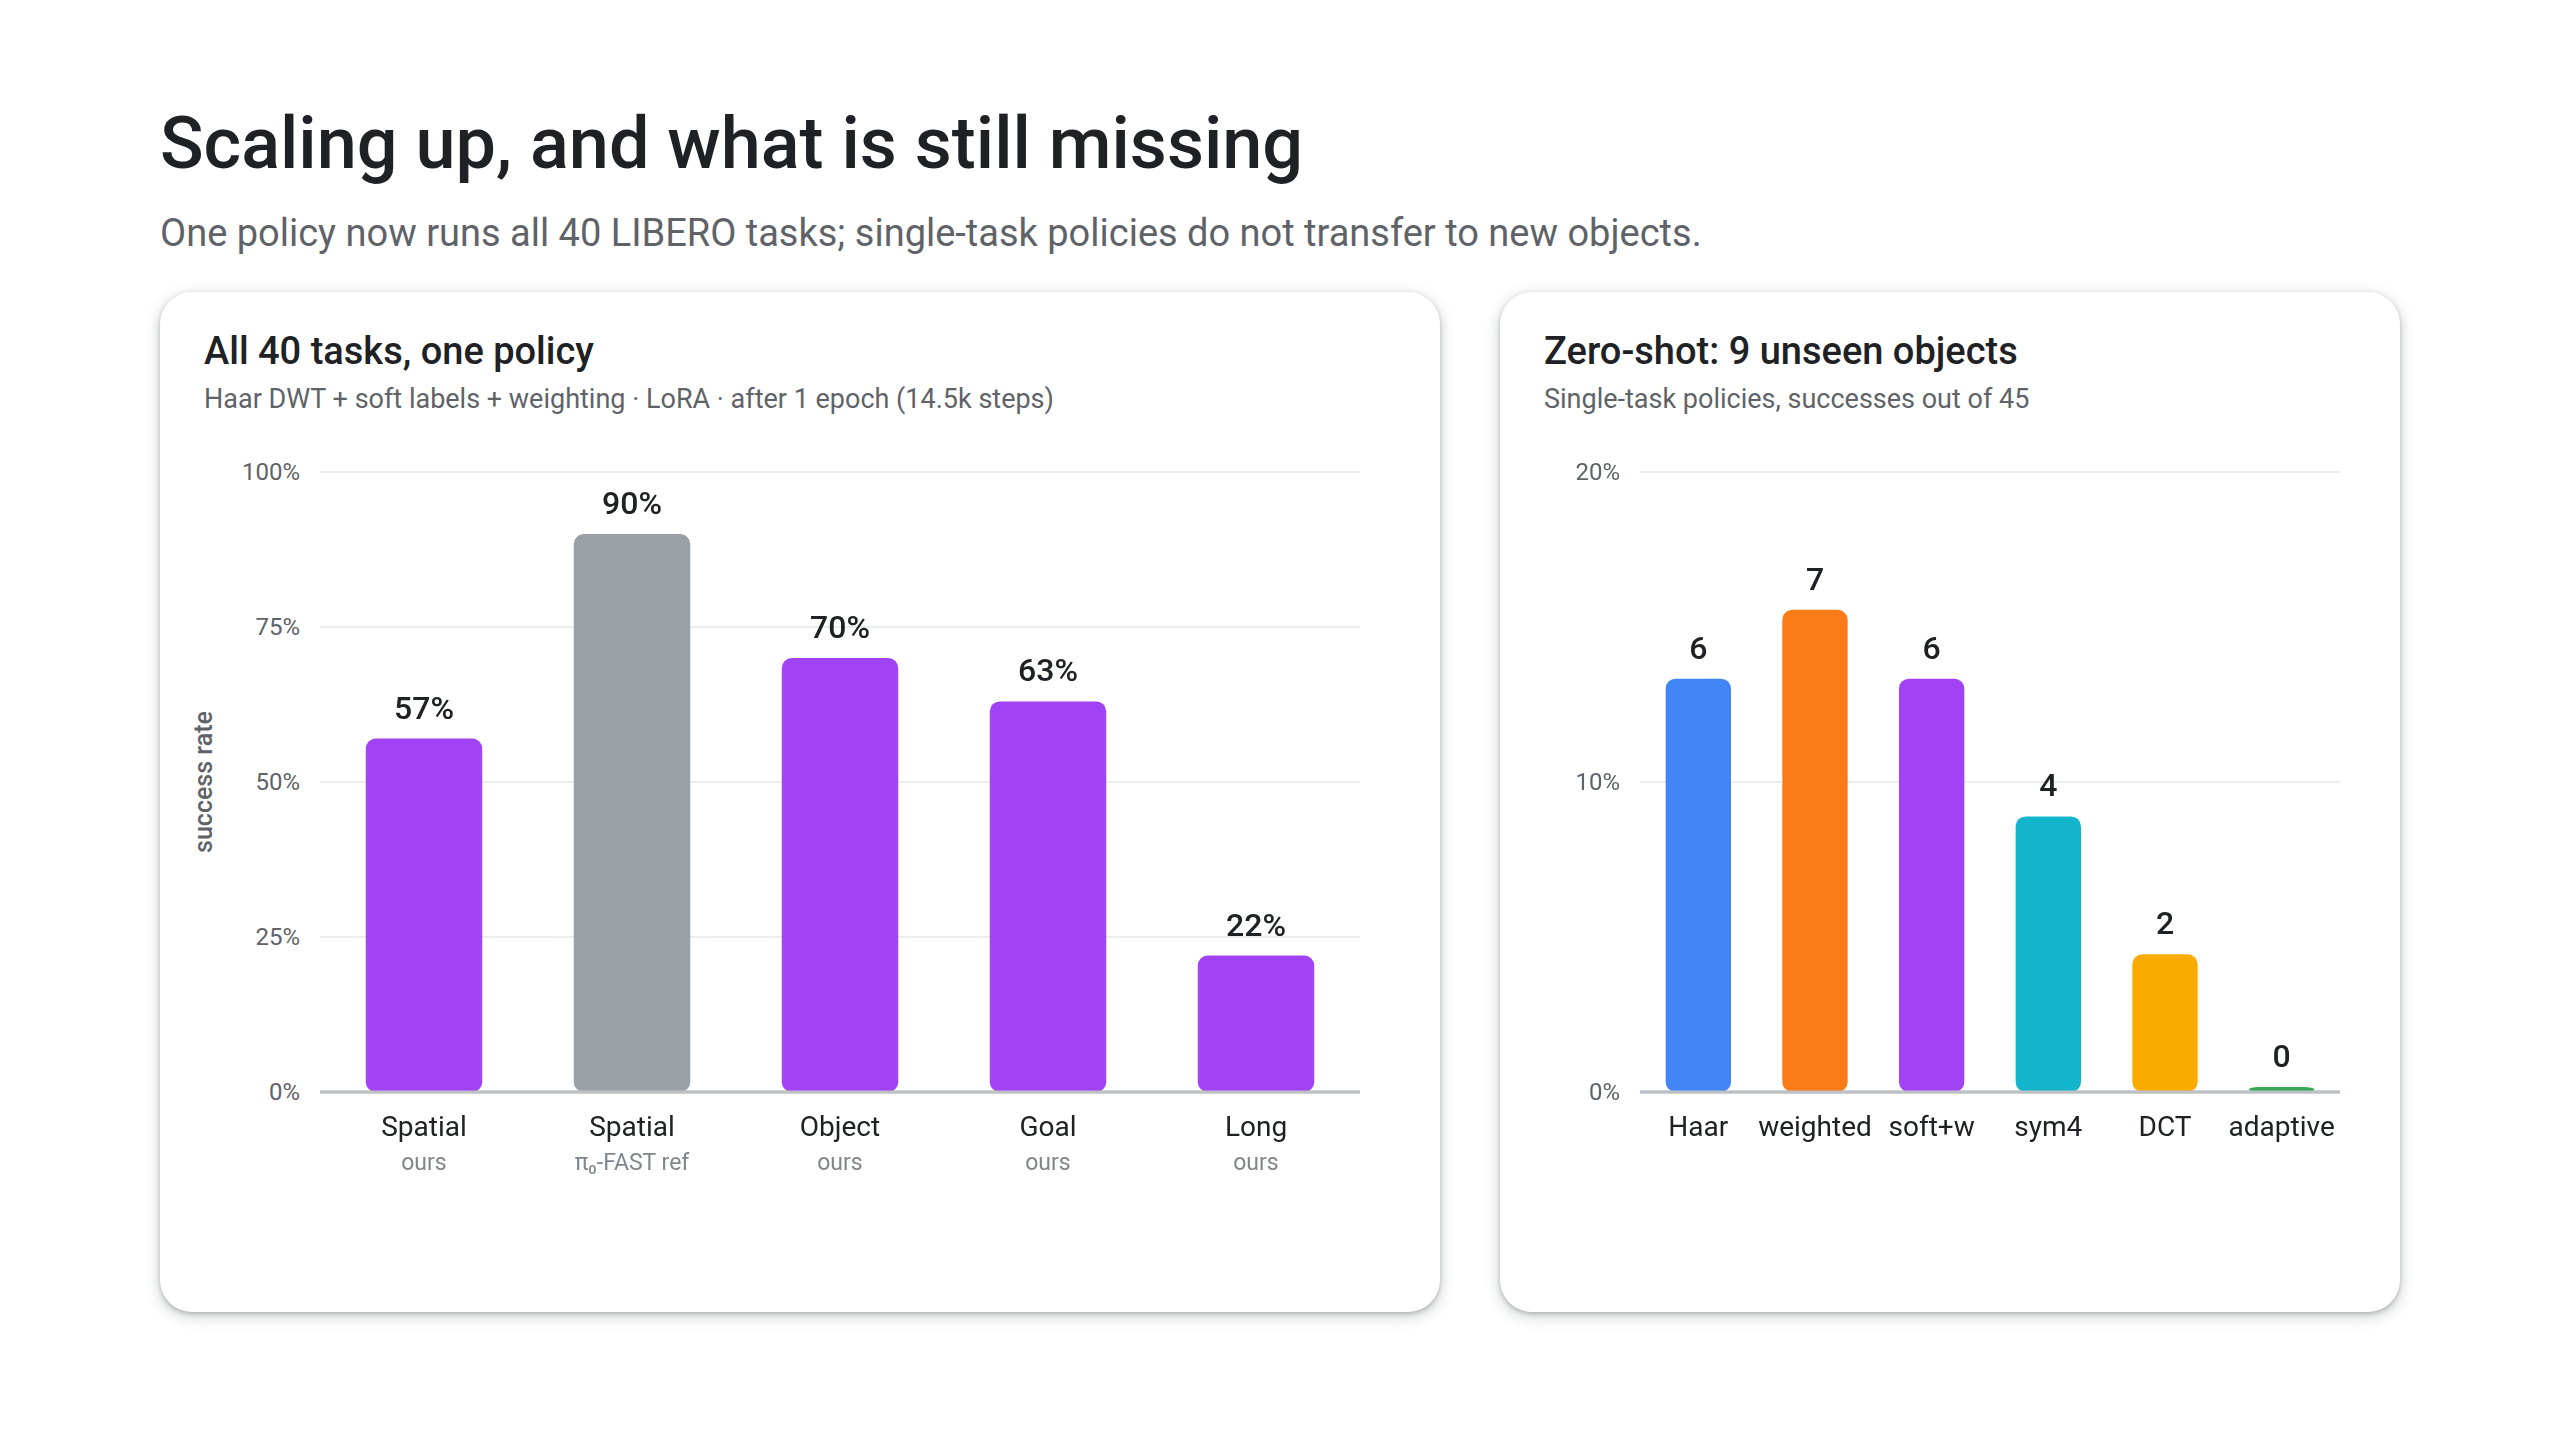 Scaling up, and what is still missing
One policy now runs all 40 LIBERO tasks; single-task policies do not transfer to new objects.
All 40 tasks, one policy
Haar DWT + soft labels + weighting · LoRA · after 1 epoch (14.5k steps)
success rate
100%
75%
50%
25%
0%
57%
90%
70%
63%
22%
Spatial
ours
Spatial
π₀-FAST ref
Object
ours
Goal
ours
Long
ours
Zero-shot: 9 unseen objects
Single-task policies, successes out of 45
20%
10%
0%
6
7
6
4
2
0
Haar
weighted
soft+w
sym4
DCT
adaptive